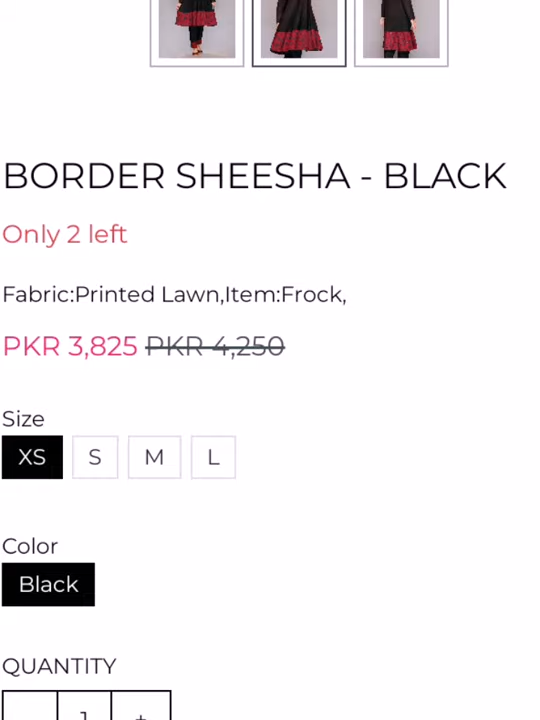 BORDER SHEESHA - BLACK
Only 2 left
Fabric:Printed Lawn,Item:Frock,
PKR 3,825 PKR 4,250
Size
XS S M L
Color
Black
QUANTITY
1 +